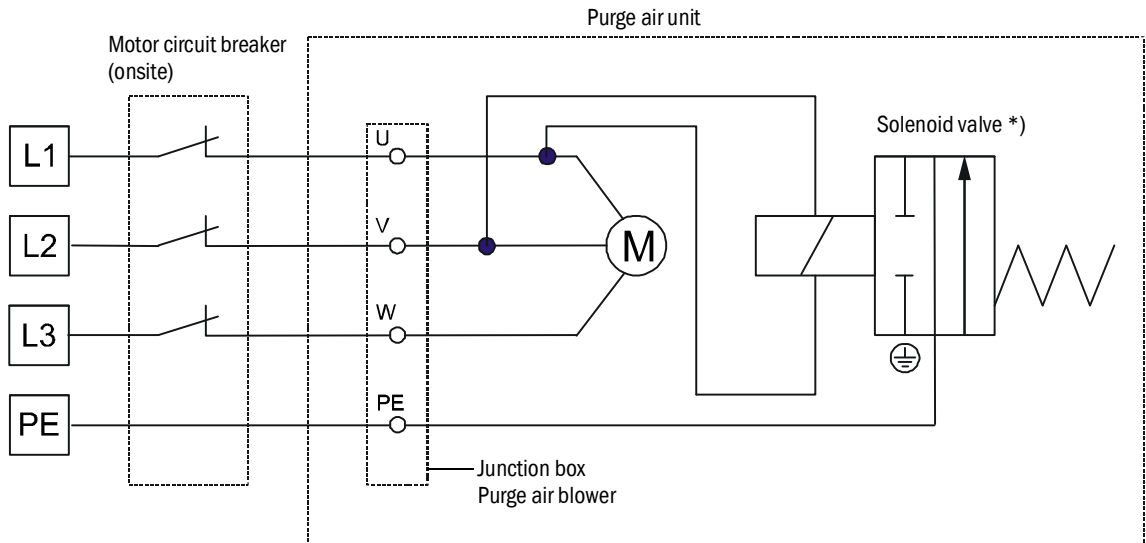 Purge air unit
Motor circuit breaker
(onsite)
Solenoid valve *)
L1
U
L2
V
M
L3
W
PE
PE
Junction box
Purge air blower